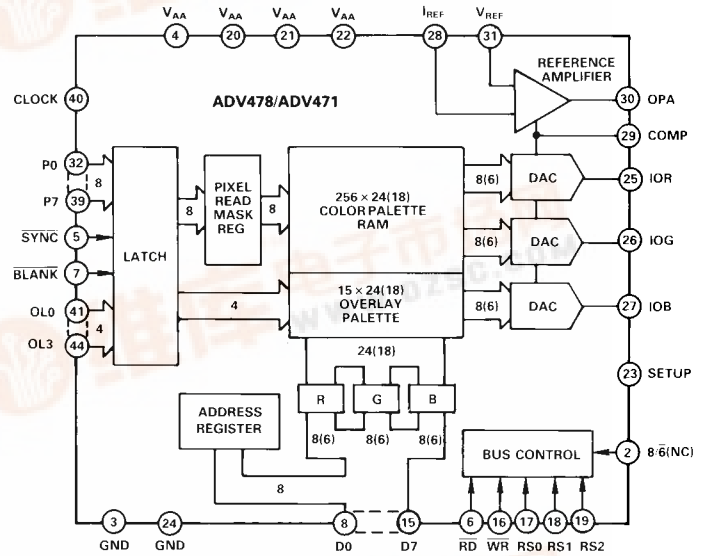 VAA VAA VAA VAA IREF VREF
4 20 21 22 28 31
REFERENCE
AMPLIFIER
CLOCK 40
ADV478/ADV471
30 OPA
29 COMP
P0 32
8
P7 39
SYNC 5
BLANK 7
OL0 41
4
OL3 44
LATCH
8
PIXEL
READ
MASK
REG
8
256 × 24(18)
COLOR PALETTE
RAM
4
15 × 24(18)
OVERLAY
PALETTE
8(6) DAC 25 IOR
8(6) DAC 26 IOG
8(6) DAC 27 IOB
24(18)
R G B
8(6) 8(6) 8(6)
23 SETUP
ADDRESS
REGISTER
8
BUS CONTROL
2 8/6(NC)
3 24 8 15 6 16 17 18 19
GND GND D0 D7 RD WR RS0 RS1 RS2